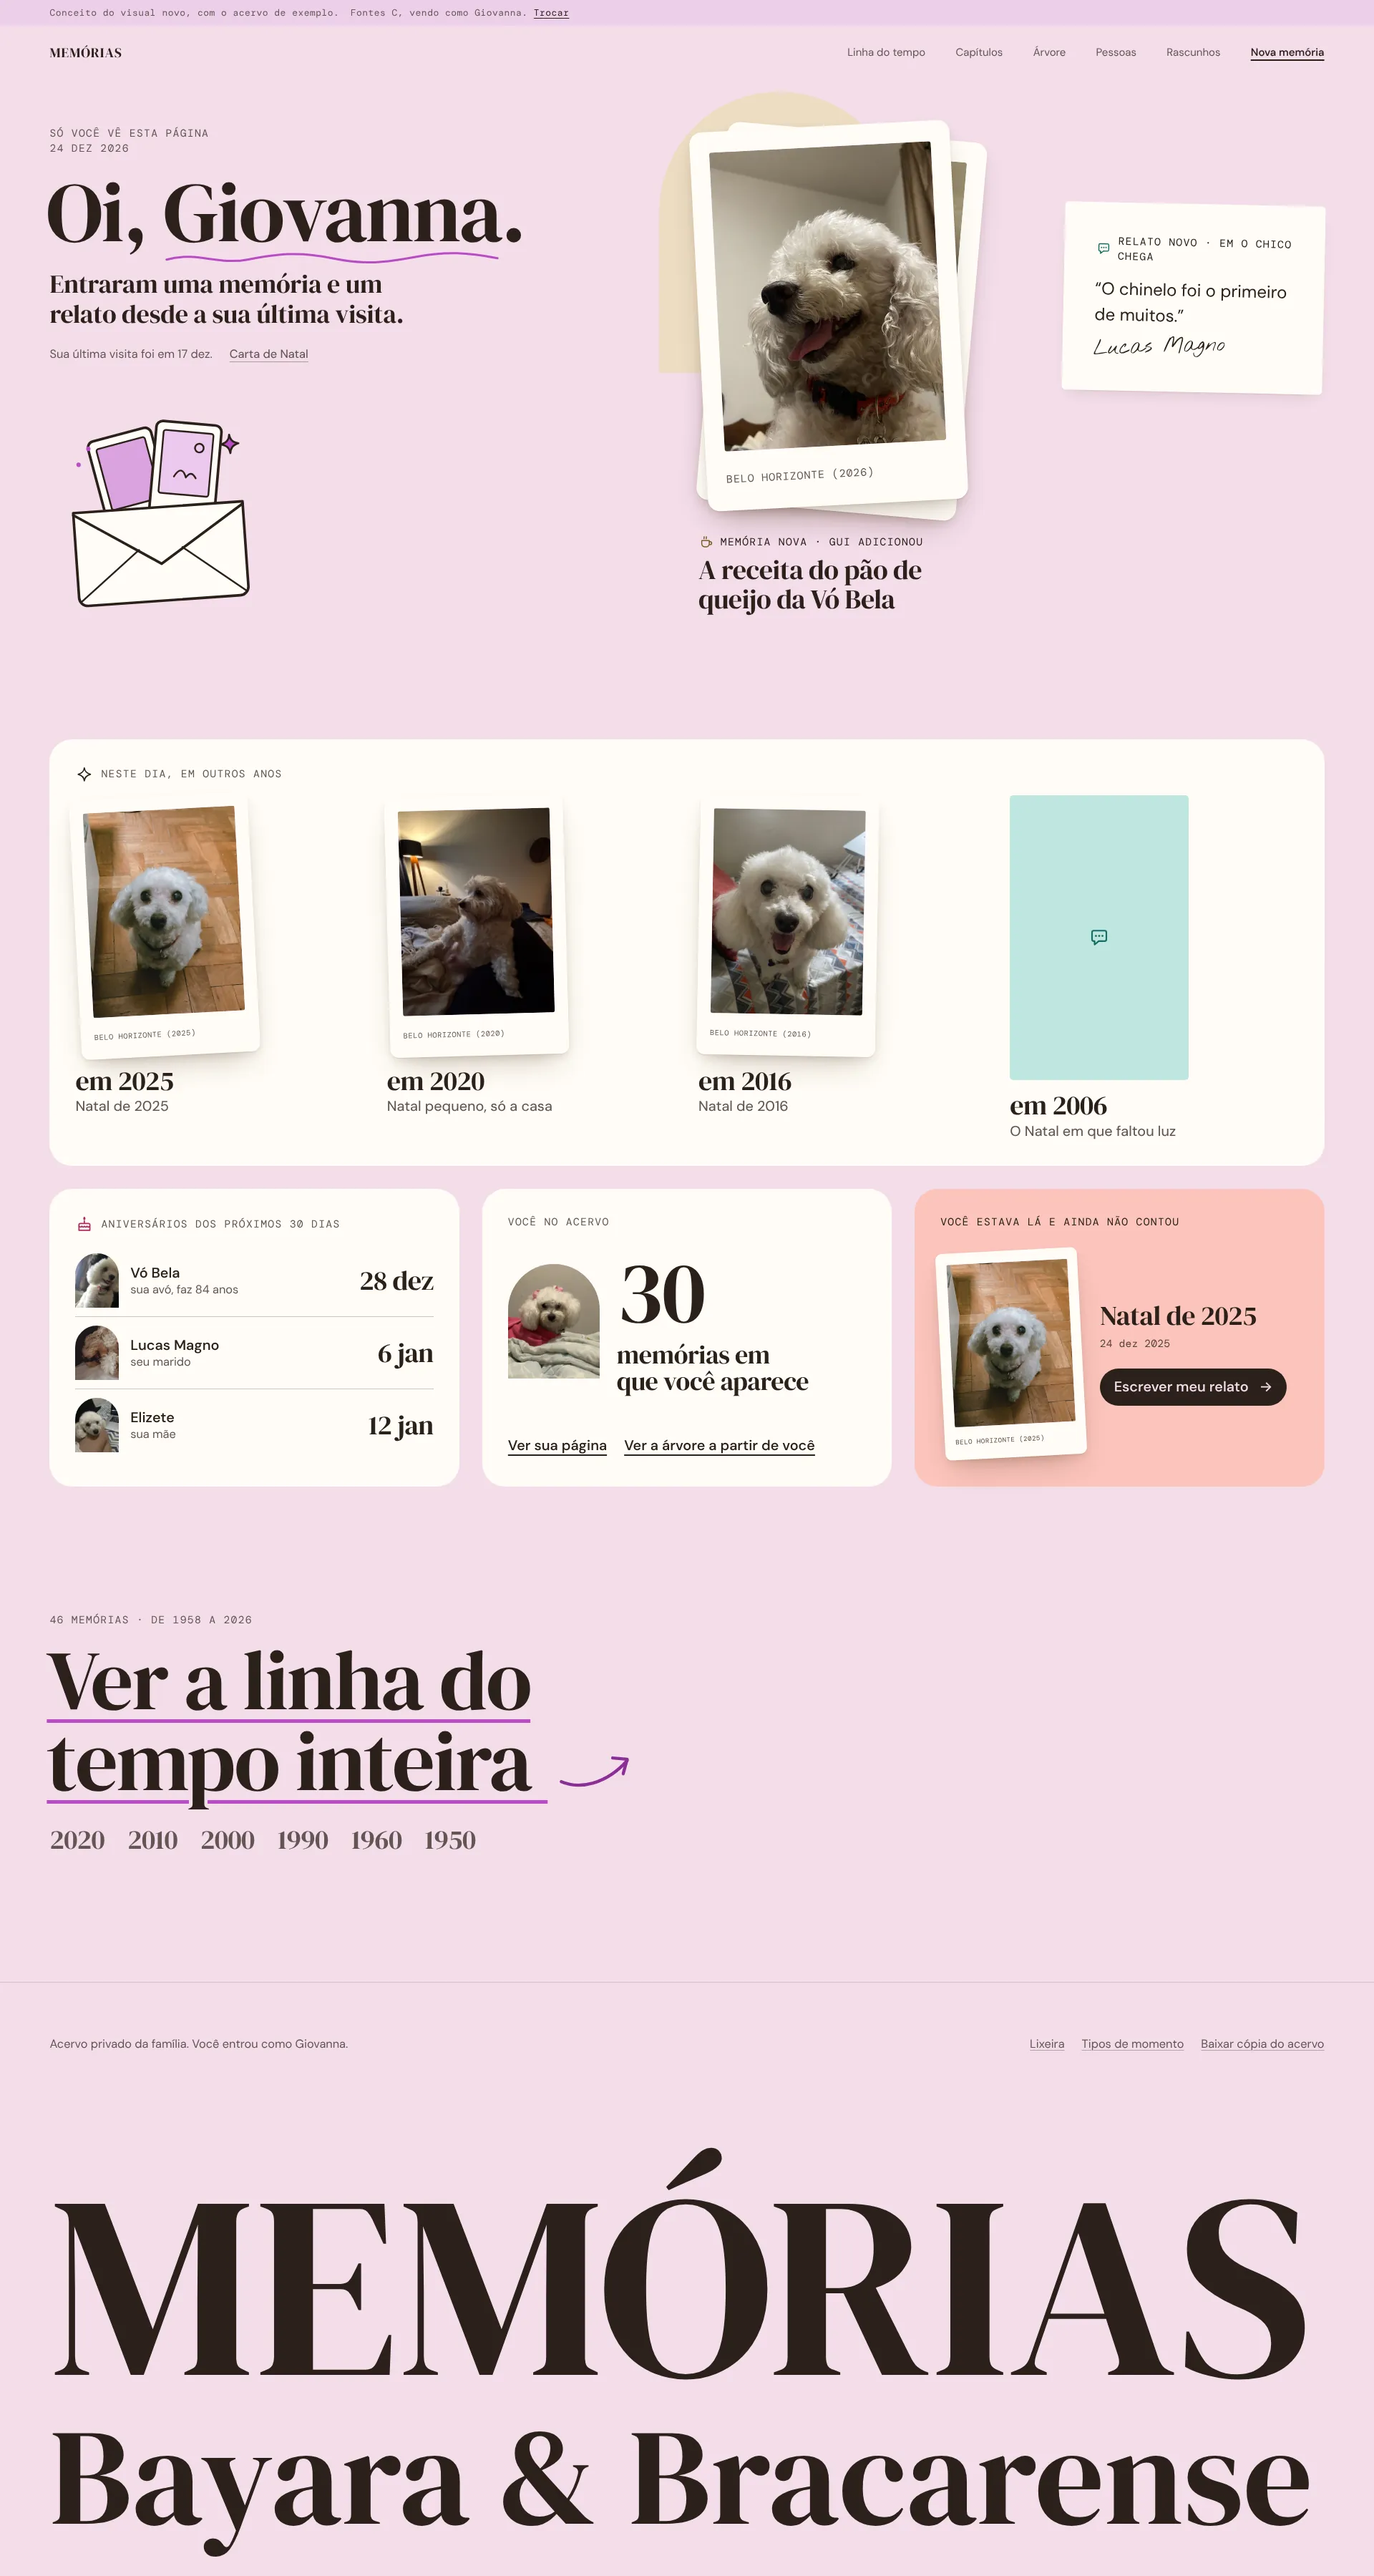 Conceito do visual novo, com o acervo de exemplo. Fontes C, vendo como Giovanna. Trocar
MEMÓRIAS
Linha do tempo Capítulos Árvore Pessoas Rascunhos Nova memória
SÓ VOCÊ VÊ ESTA PÁGINA
24 DEZ 2026
Oi, Giovanna.
Entraram uma memória e um
relato desde a sua última visita.
Sua última visita foi em 17 dez. Carta de Natal
BELO HORIZONTE (2026)
MEMÓRIA NOVA · GUI ADICIONOU
A receita do pão de
queijo da Vó Bela
RELATO NOVO · EM O CHICO
CHEGA
“O chinelo foi o primeiro
de muitos.”
Lucas Magno
NESTE DIA, EM OUTROS ANOS
BELO HORIZONTE (2025)
em 2025
Natal de 2025
BELO HORIZONTE (2020)
em 2020
Natal pequeno, só a casa
BELO HORIZONTE (2016)
em 2016
Natal de 2016
em 2006
O Natal em que faltou luz
ANIVERSÁRIOS DOS PRÓXIMOS 30 DIAS
Vó Bela
sua avó, faz 84 anos
28 dez
Lucas Magno
seu marido
6 jan
Elizete
sua mãe
12 jan
VOCÊ NO ACERVO
30
memórias em
que você aparece
Ver sua página Ver a árvore a partir de você
VOCÊ ESTAVA LÁ E AINDA NÃO CONTOU
BELO HORIZONTE (2025)
Natal de 2025
24 dez 2025
Escrever meu relato →
46 MEMÓRIAS · DE 1958 A 2026
Ver a linha do
tempo inteira
2020 2010 2000 1990 1960 1950
Acervo privado da família. Você entrou como Giovanna.
Lixeira Tipos de momento Baixar cópia do acervo
MEMÓRIAS
Bayara & Bracarense